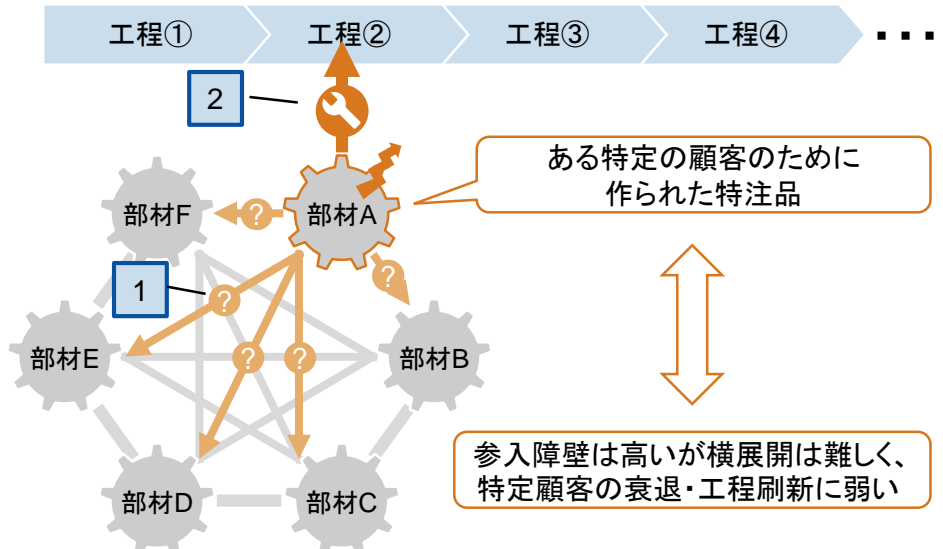 工程①
工程②
工程③
工程④
・・・
2
ある特定の顧客のために
作られた特注品
部材F
?
部材A
?
1
?
部材E
?
?
部材B
参入障壁は高いが横展開は難しく、
特定顧客の衰退・工程刷新に弱い
部材D
部材C